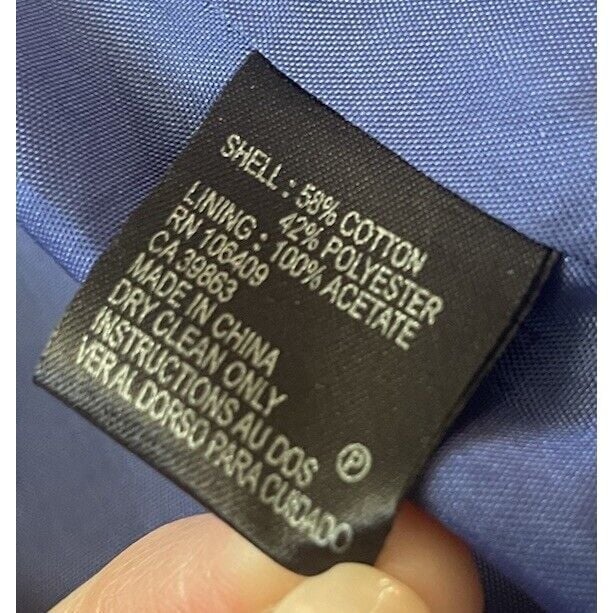 SHELL : 58% COTTON
42% POLYESTER
LINING : 100% ACETATE
RN 106409
CA 39863
MADE IN CHINA
DRY CLEAN ONLY
INSTRUCTIONS AU DOS
VER AL DORSO PARA CUIDADO
P